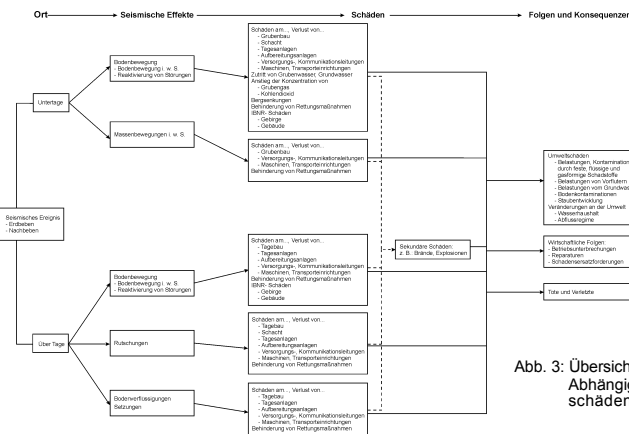 Ort
Seismische Effekte
Schäden
Folgen und Konsequenzen
Seismisches Ereignis
- Erdbeben
- Nachbeben
Untertage
Über Tage
Bodenbewegung
- Bodenbewegung i. w. S.
- Reaktivierung von Störungen
Massenbewegungen i. w. S.
Bodenbewegung
- Bodenbewegung i. w. S.
- Reaktivierung von Störungen
Rutschungen
Bodenverflüssigungen
Setzungen
Schäden am..., Verlust von...
- Grubenbau
- Schacht
- Tagesanlagen
- Aufbereitungsanlagen
- Versorgungs-, Kommunikationsleitungen
- Maschinen, Transporteinrichtungen
Zutritt von Grubenwasser, Grundwasser
Anstieg der Konzentration von
- Grubengas
- Kohlendioxid
Bergsenkungen
Behinderung von Rettungsmaßnahmen
IBNR- Schäden
- Gebirge
- Gebäude
Schäden am..., Verlust von...
- Grubenbau
- Versorgungs-, Kommunikationsleitungen
- Maschinen, Transporteinrichtungen
Behinderung von Rettungsmaßnahmen
Schäden am..., Verlust von...
- Tagebau
- Tagesanlagen
- Aufbereitungsanlagen
- Versorgungs-, Kommunikationsleitungen
- Maschinen, Transporteinrichtungen
Behinderung von Rettungsmaßnahmen
IBNR- Schäden
- Gebirge
- Gebäude
Schäden am..., Verlust von...
- Tagebau
- Schacht
- Tagesanlagen
- Aufbereitungsanlagen
- Versorgungs-, Kommunikationsleitungen
- Maschinen, Transporteinrichtungen
Behinderung von Rettungsmaßnahmen
Schäden am..., Verlust von...
- Tagebau
- Tagesanlagen
- Aufbereitungsanlagen
- Versorgungs-, Kommunikationsleitungen
- Maschinen, Transporteinrichtungen
Behinderung von Rettungsmaßnahmen
Sekundäre Schäden:
z. B.: Brände, Explosionen
Umweltschäden:
- Belastungen, Kontamination
durch feste, flüssige und
gasförmige Schadstoffe
- Belastungen von Vorflutern
- Belastungen vom Grundwas
- Bodenkontaminationen
- Staubentwicklung
Veränderungen an der Umwelt
- Wasserhaushalt
- Abflussregime
Wirtschaftliche Folgen:
- Betriebsunterbrechungen
- Reparaturen
- Schadensersatzforderungen
Tote und Verletzte
Abb. 3: Übersich
Abhängig
schäden